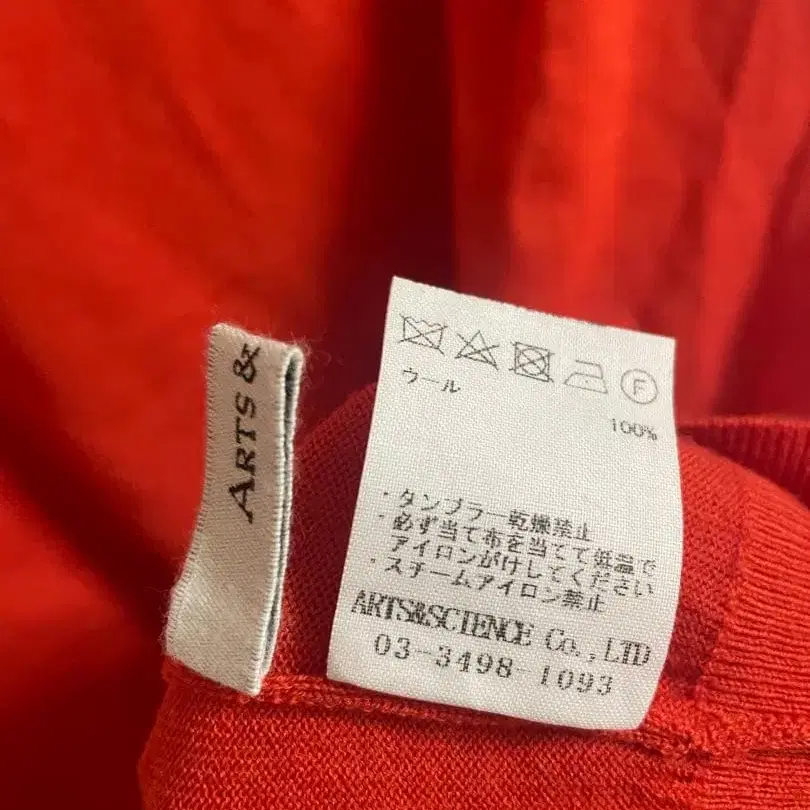 ARTS &
F
ウール
100%
・タンブラー乾燥禁止
・必ず当て布を当てて低温で
アイロンがけしてください
・スチームアイロン禁止
ARTS&SCIENCE Co.,LTD
03-3498-1093